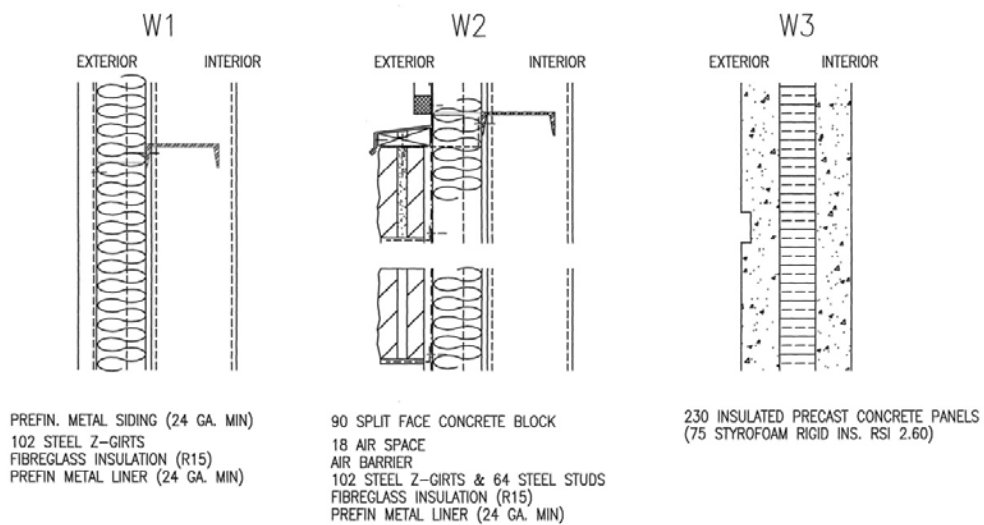 W1
EXTERIOR INTERIOR
PREFIN. METAL SIDING (24 GA. MIN)
102 STEEL Z-GIRTS
FIBREGLASS INSULATION (R15)
PREFIN METAL LINER (24 GA. MIN)
W2
EXTERIOR INTERIOR
90 SPLIT FACE CONCRETE BLOCK
18 AIR SPACE
AIR BARRIER
102 STEEL Z-GIRTS & 64 STEEL STUDS
FIBREGLASS INSULATION (R15)
PREFIN METAL LINER (24 GA. MIN)
W3
EXTERIOR INTERIOR
230 INSULATED PRECAST CONCRETE PANELS
(75 STYROFOAM RIGID INS. RSI 2.60)